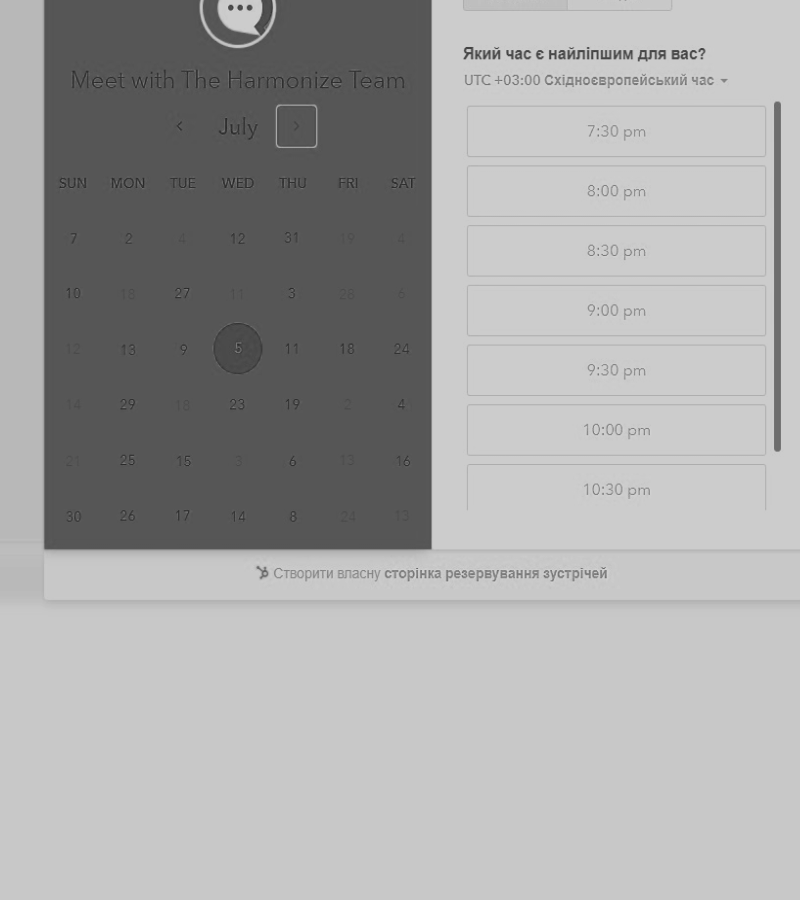 Meet with The Harmonize Team
July
SUN MON TUE WED THU FRI SAT
7 2 4 12 31 19 4
10 18 27 11 3 28 6
12 13 9 5 11 18 24
14 29 18 23 19 2 4
21 25 15 3 6 13 16
30 26 17 14 8 24 13
Який час є найліпшим для вас?
UTC +03:00 Східноєвропейський час
7:30 pm
8:00 pm
8:30 pm
9:00 pm
9:30 pm
10:00 pm
10:30 pm
Створити власну сторінка резервування зустрічей